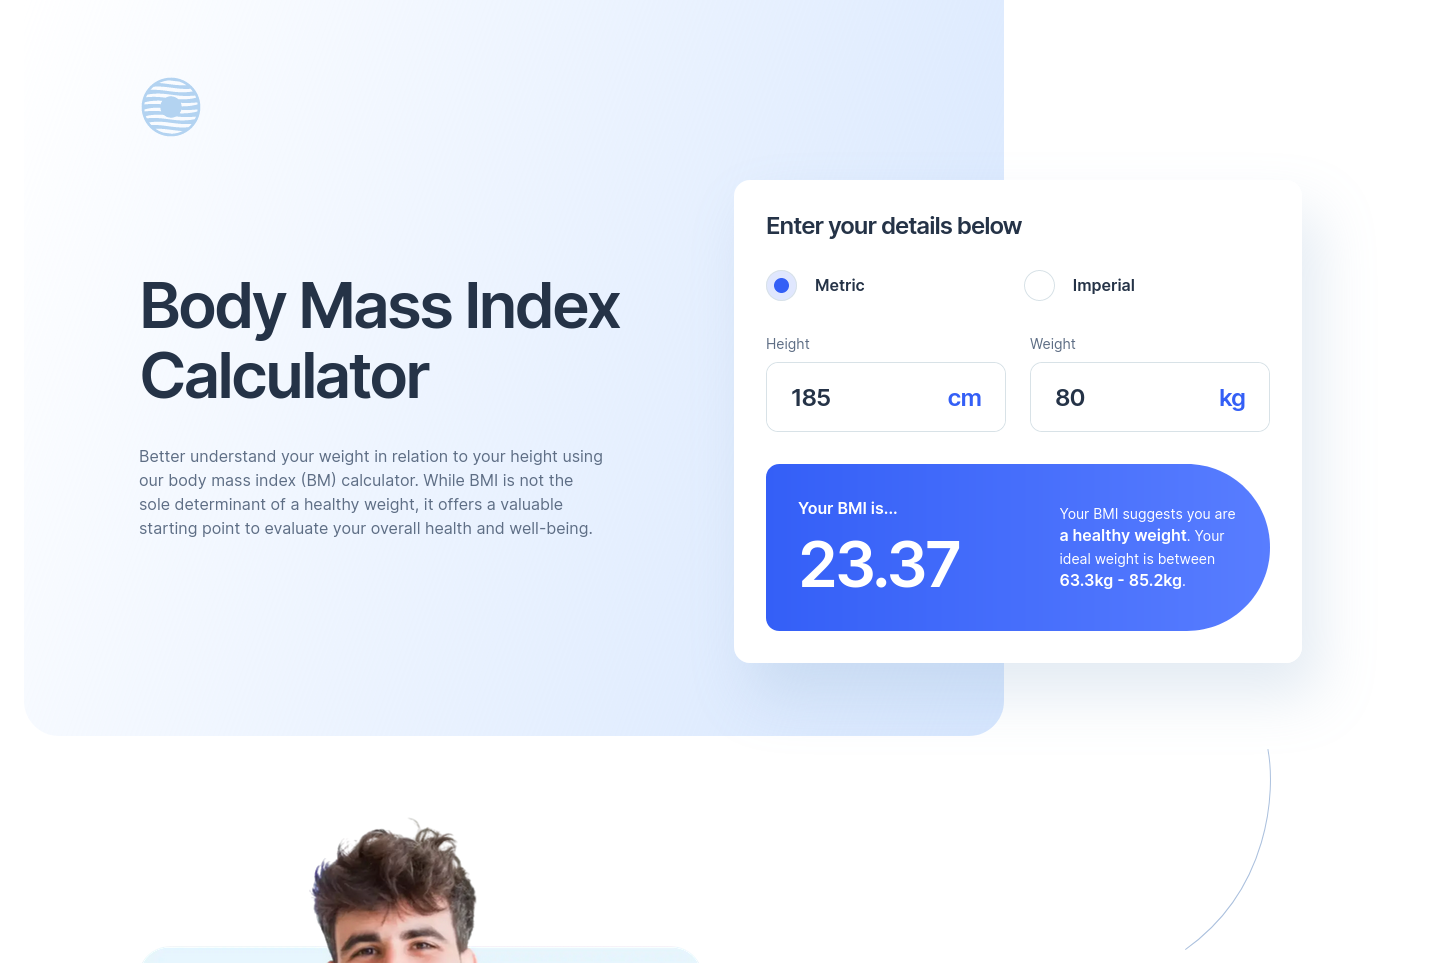 Body Mass Index
Calculator
Better understand your weight in relation to your height using
our body mass index (BM) calculator. While BMI is not the
sole determinant of a healthy weight, it offers a valuable
starting point to evaluate your overall health and well-being.
Enter your details below
Metric
Imperial
Height
Weight
185 cm
80 kg
Your BMI is...
23.37
Your BMI suggests you are
a healthy weight. Your
ideal weight is between
63.3kg - 85.2kg.